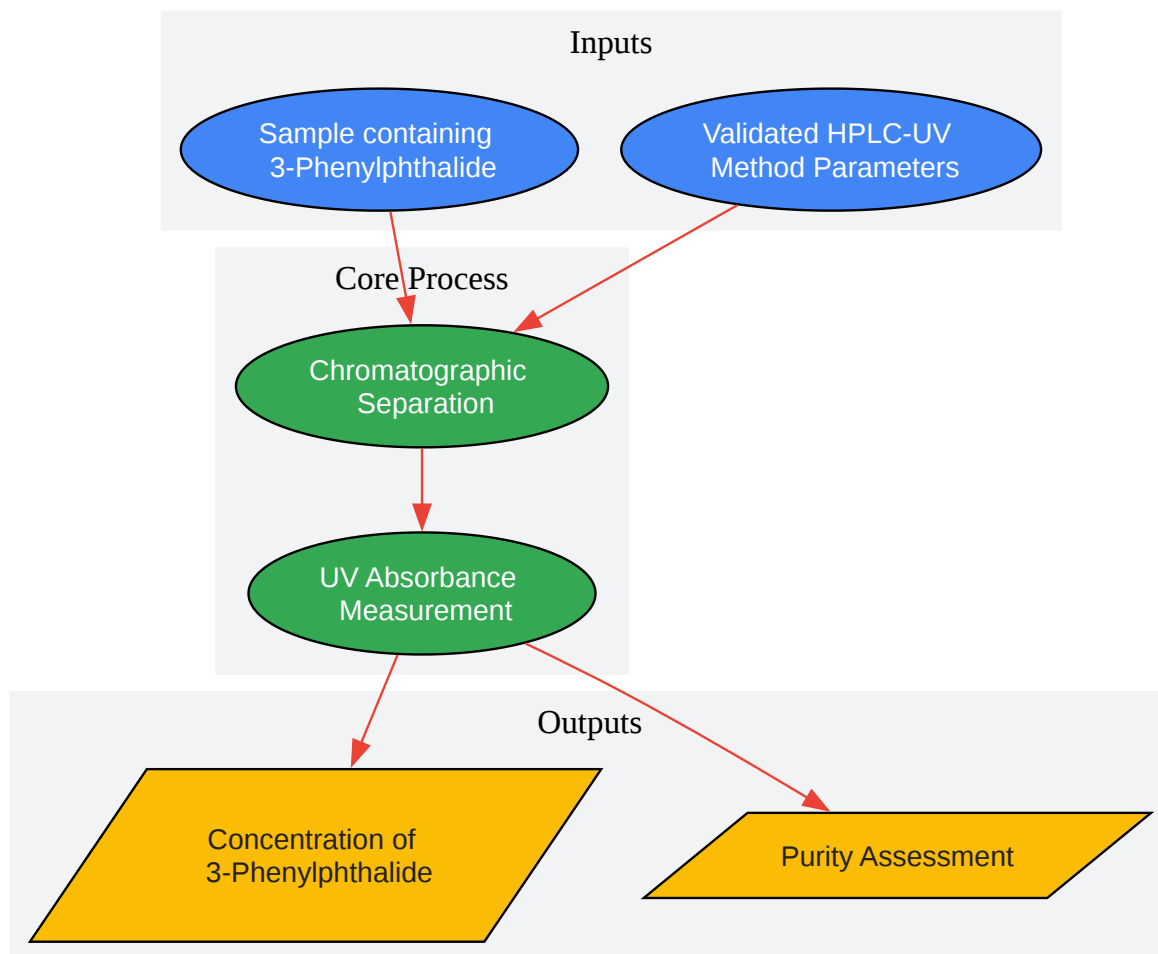 Inputs
Sample containing
3-Phenylphthalide
Validated HPLC-UV
Method Parameters
Core Process
Chromatographic
Separation
UV Absorbance
Measurement
Outputs
Concentration of
3-Phenylphthalide
Purity Assessment